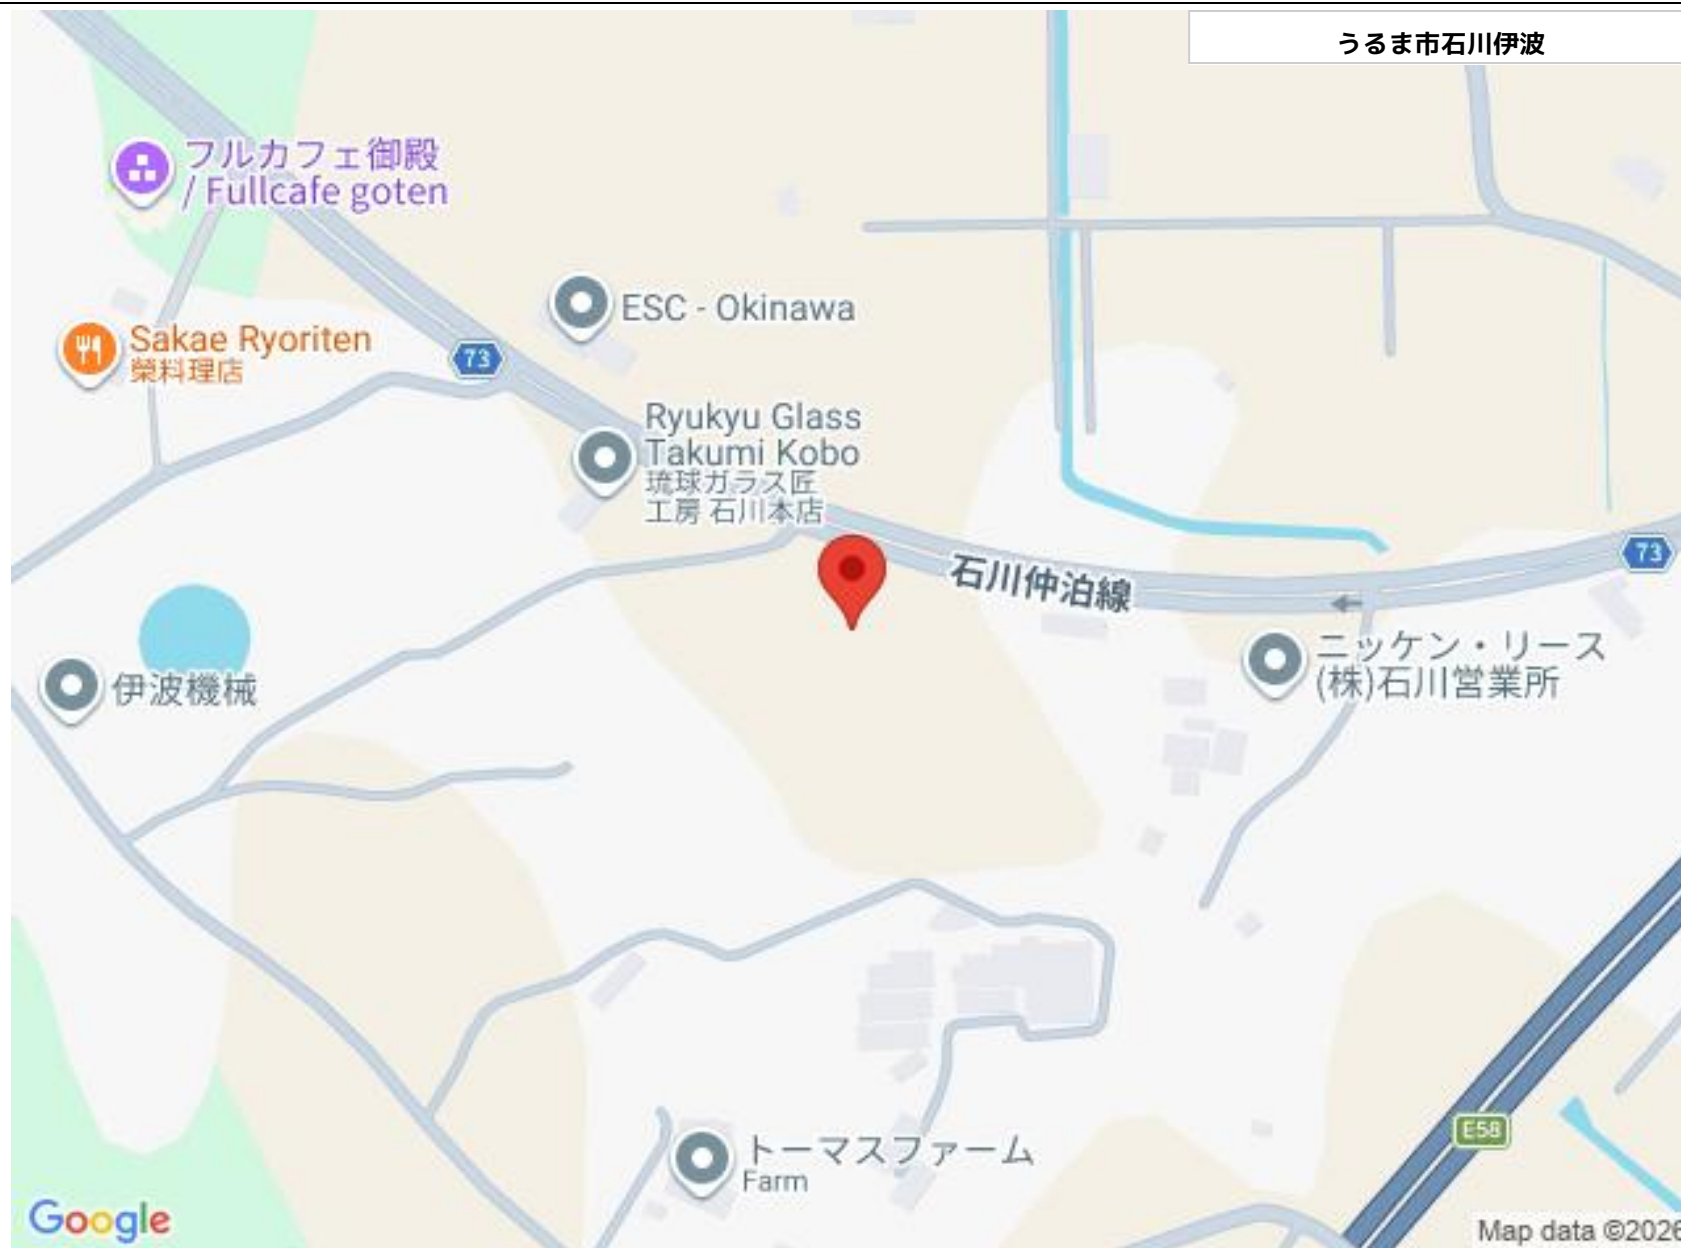 うるま市石川伊波
フルカフェ御殿
/ Fullcafe goten
ESC - Okinawa
Sakae Ryoriten
榮料理店
73
Ryukyu Glass
Takumi Kobo
琉球ガラス匠
工房 石川本店
石川仲泊線
73
ニッケン・リース
(株)石川営業所
伊波機械
E58
トーマスファーム
Farm
Google
Map data ©2026